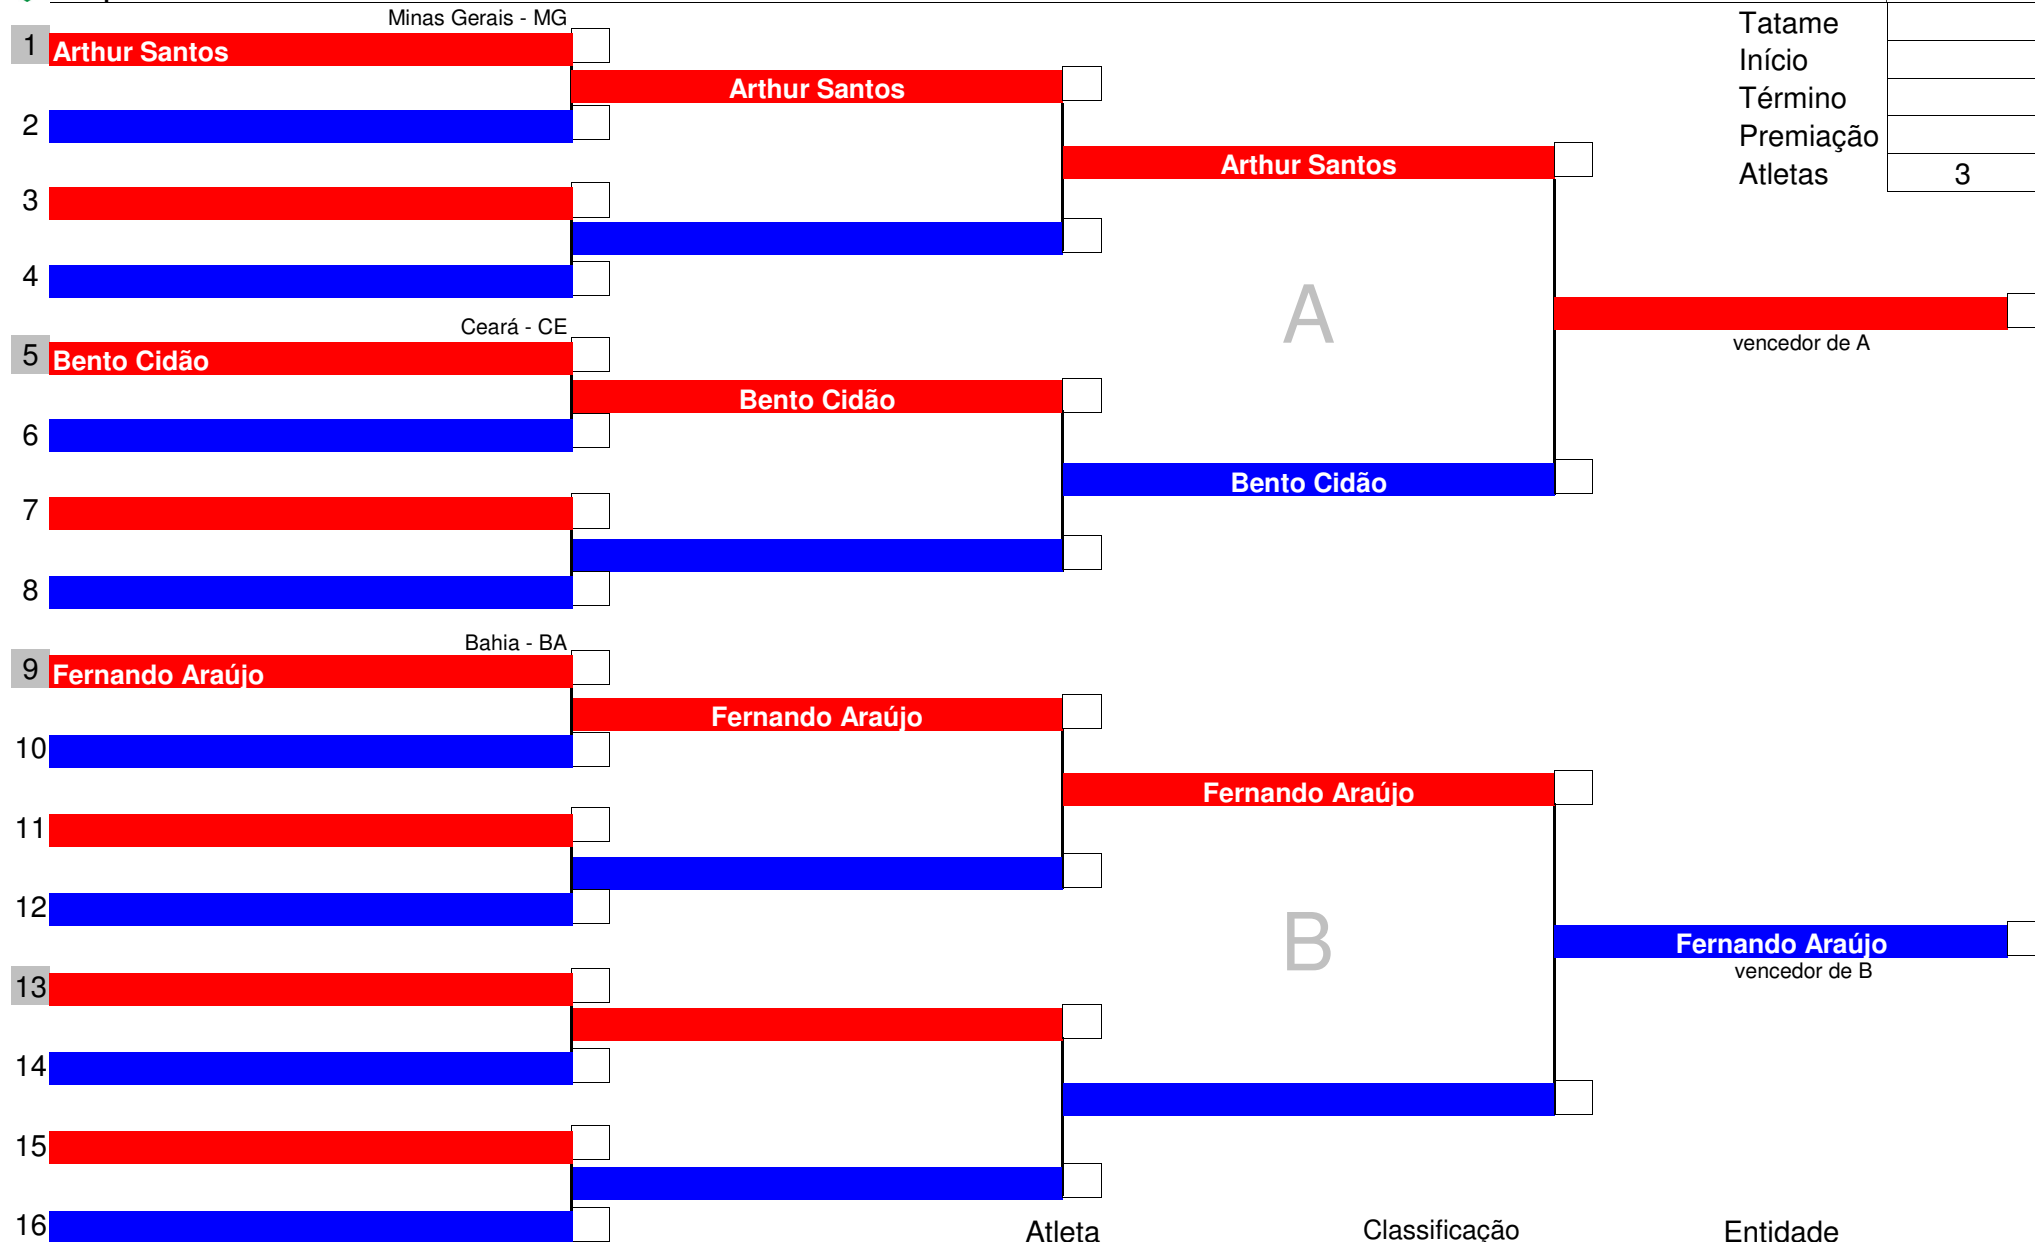 Minas Gerais - MG
Tatame
1 Arthur Santos
Início
Arthur Santos
Término
2
Premiação
Arthur Santos
Atletas 3
3
4
A
Ceará - CE
vencedor de A
5 Bento Cidão
Bento Cidão
6
Bento Cidão
7
8
Bahia - BA
9 Fernando Araújo
Fernando Araújo
10
Fernando Araújo
11
12
B
Fernando Araújo
vencedor de B
13
14
15
16
Atleta Classificação Entidade